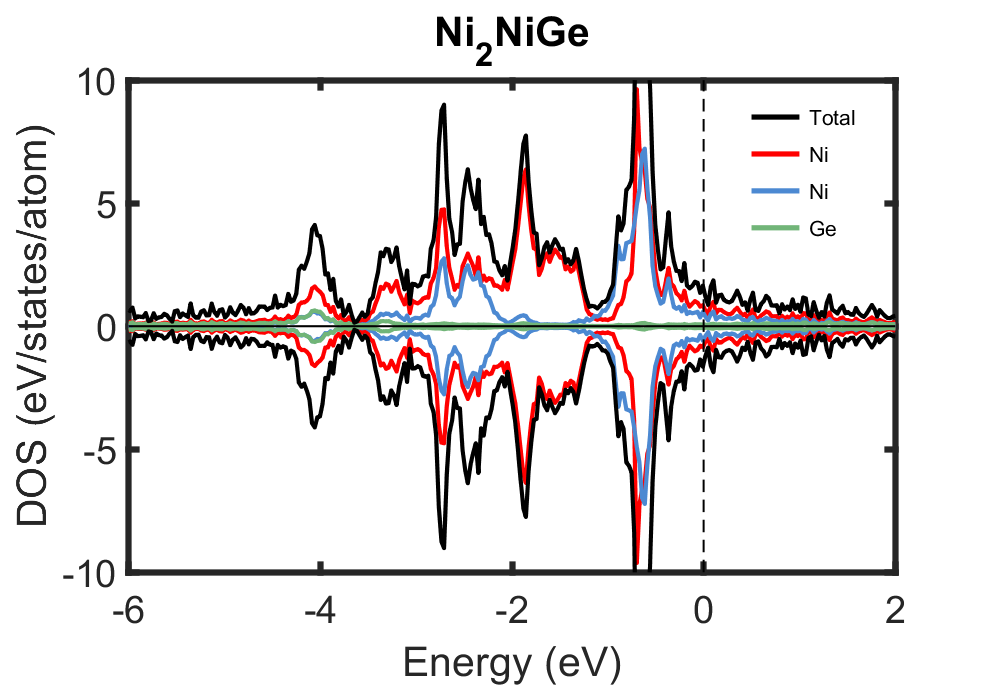 Ni₂NiGe
DOS (eV/states/atom)
10
5
0
-5
-10
Total
Ni
Ni
Ge
-6 -4 -2 0 2
Energy (eV)